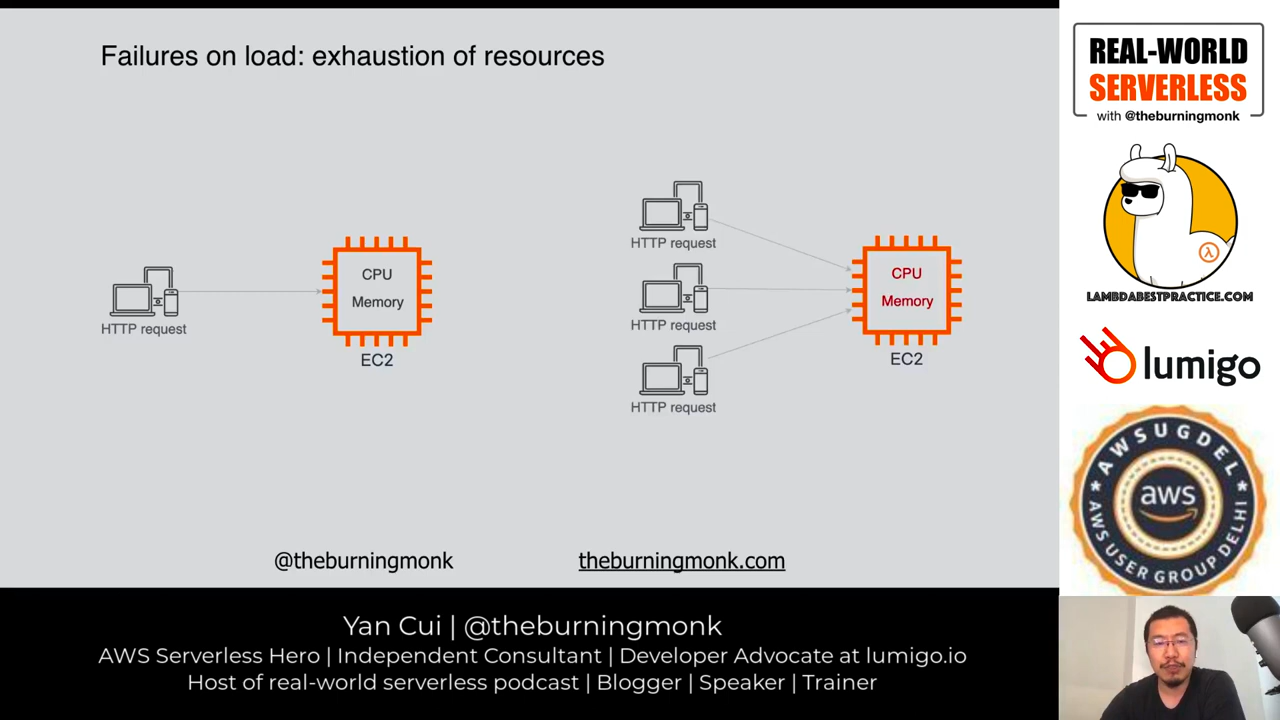 Failures on load: exhaustion of resources
HTTP request
CPU
Memory
EC2
HTTP request
HTTP request
HTTP request
CPU
Memory
EC2
@theburningmonk
theburningmonk.com
Yan Cui | @theburningmonk
AWS Serverless Hero | Independent Consultant | Developer Advocate at lumigo.io
Host of real-world serverless podcast | Blogger | Speaker | Trainer
REAL-WORLD
SERVERLESS
with @theburningmonk
λ
LAMBDABESTPRACTICE.COM
lumigo
AWSUGDEL
aws
AWS USER GROUP DELHI